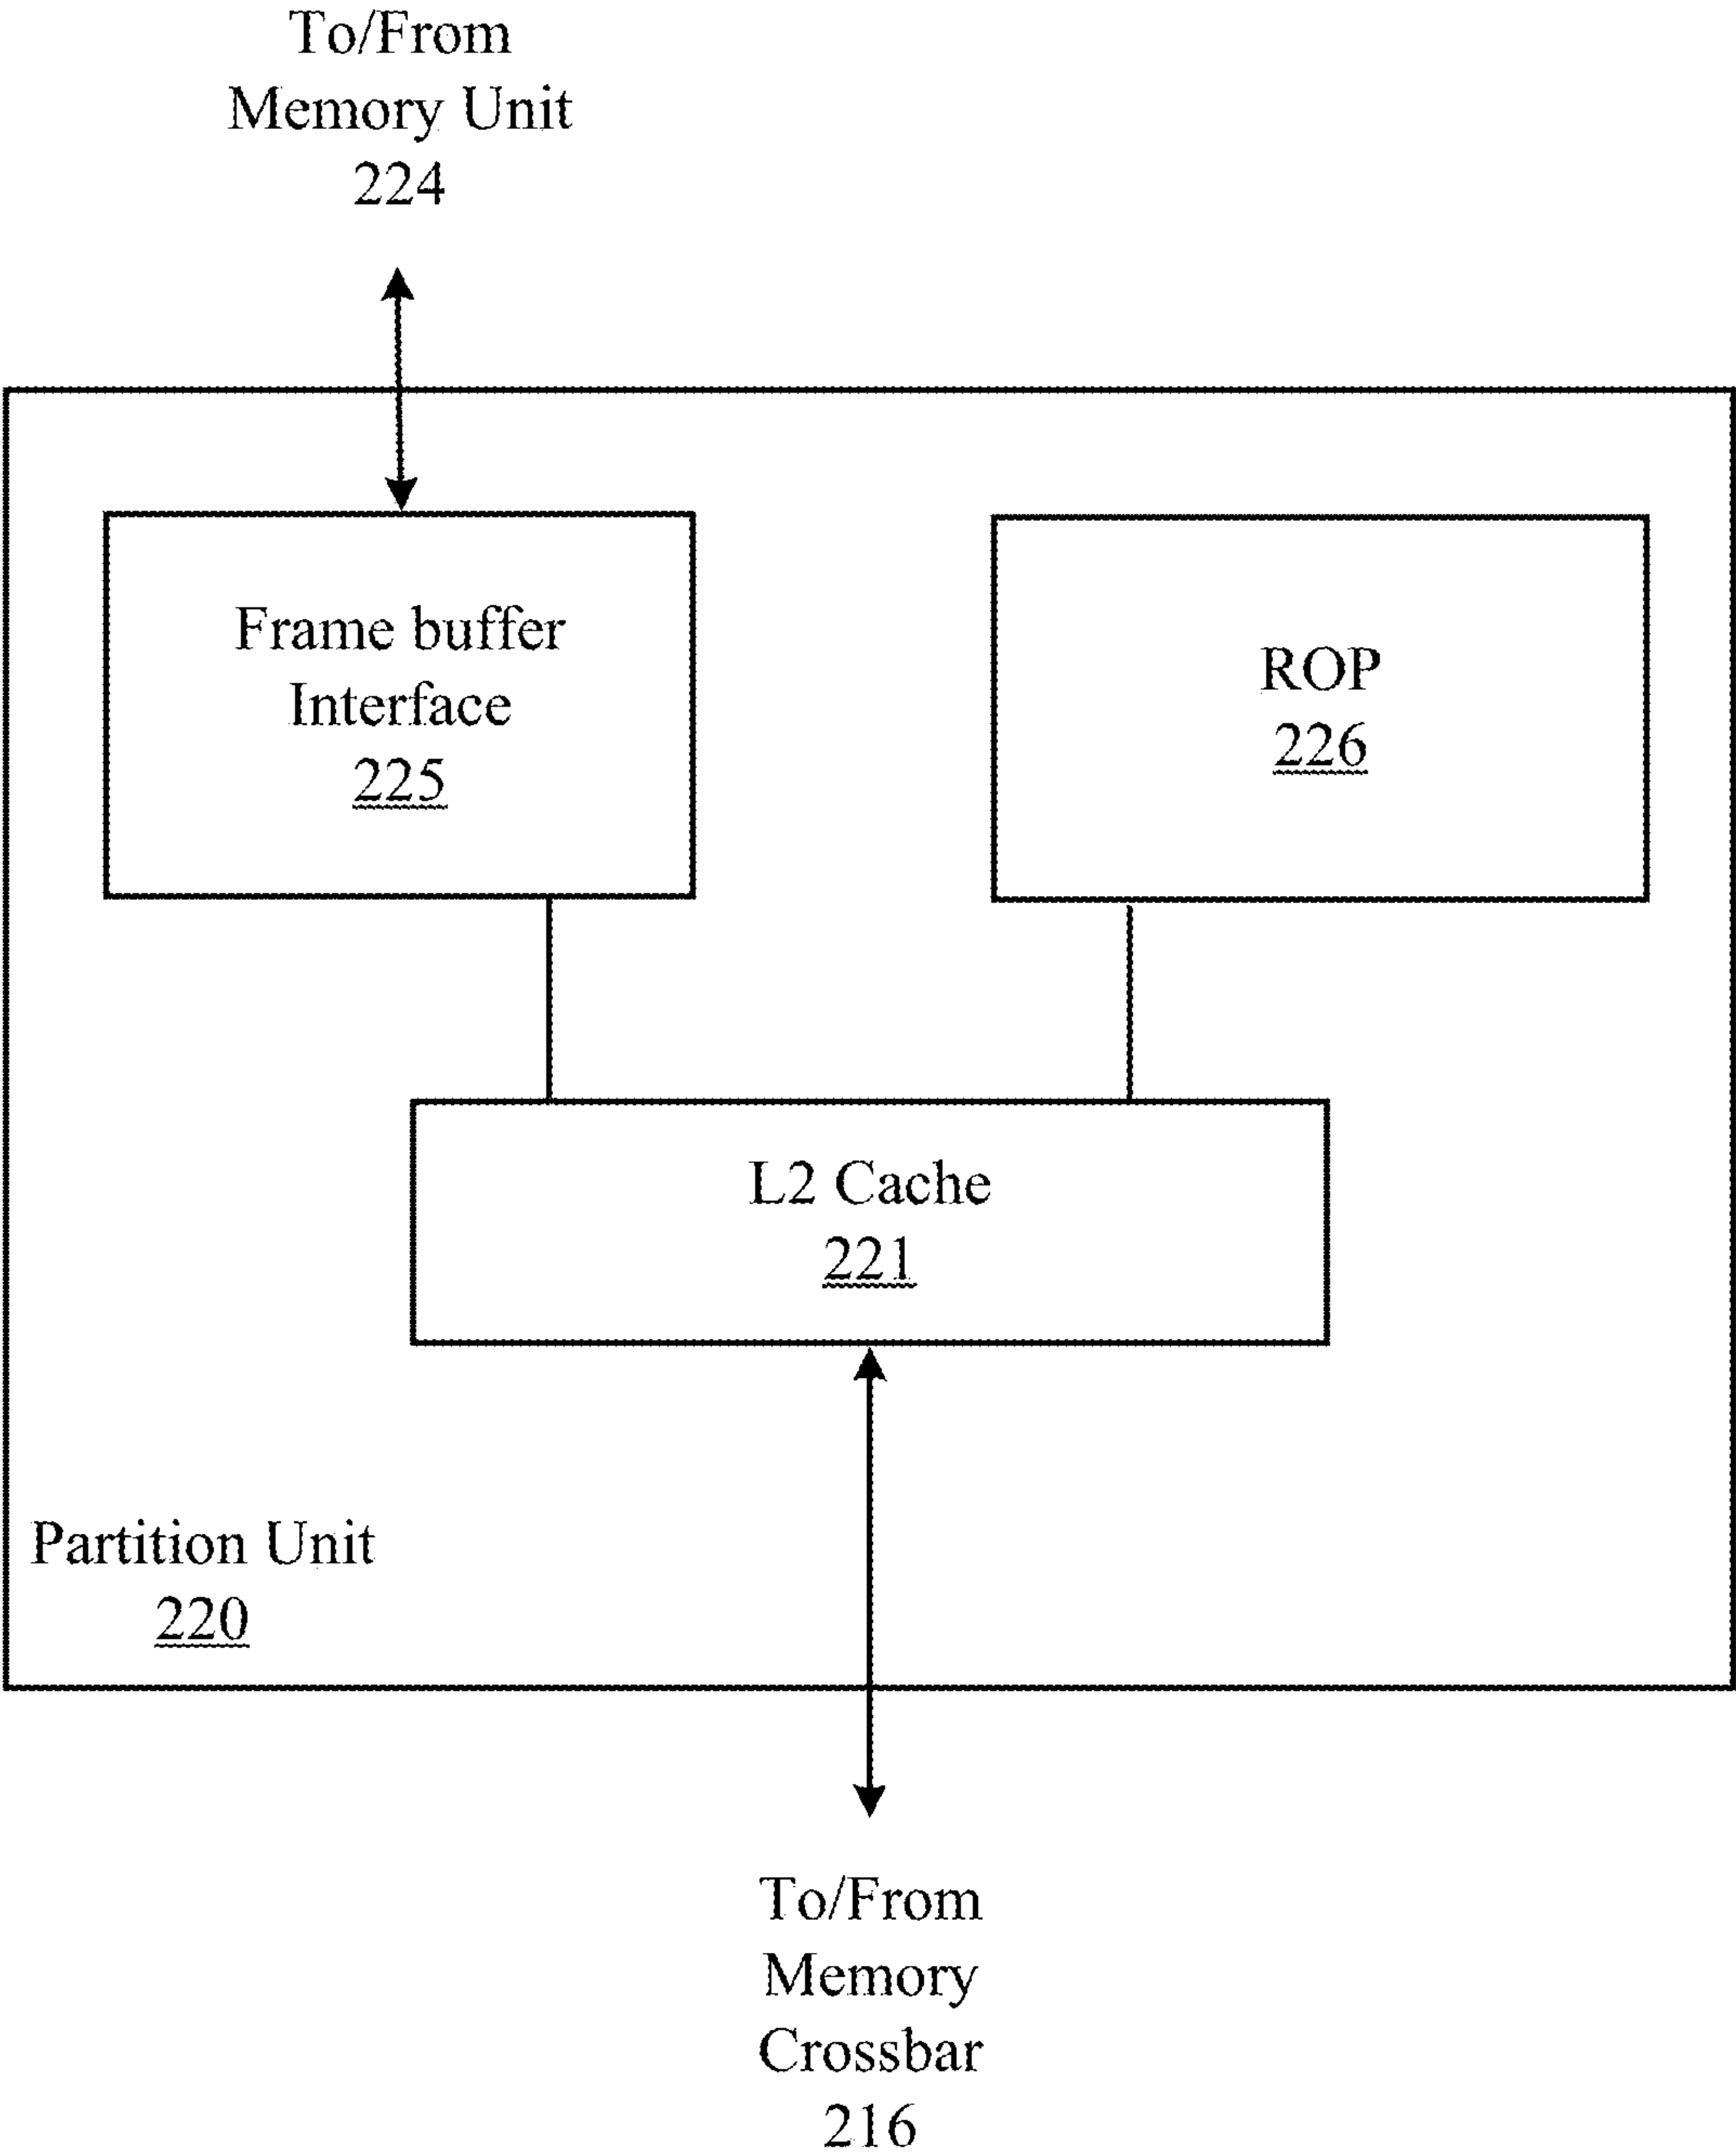 To/From
Memory Unit
224
Frame buffer
Interface
225
ROP
226
L2 Cache
221
Partition Unit
220
To/From
Memory
Crossbar
216